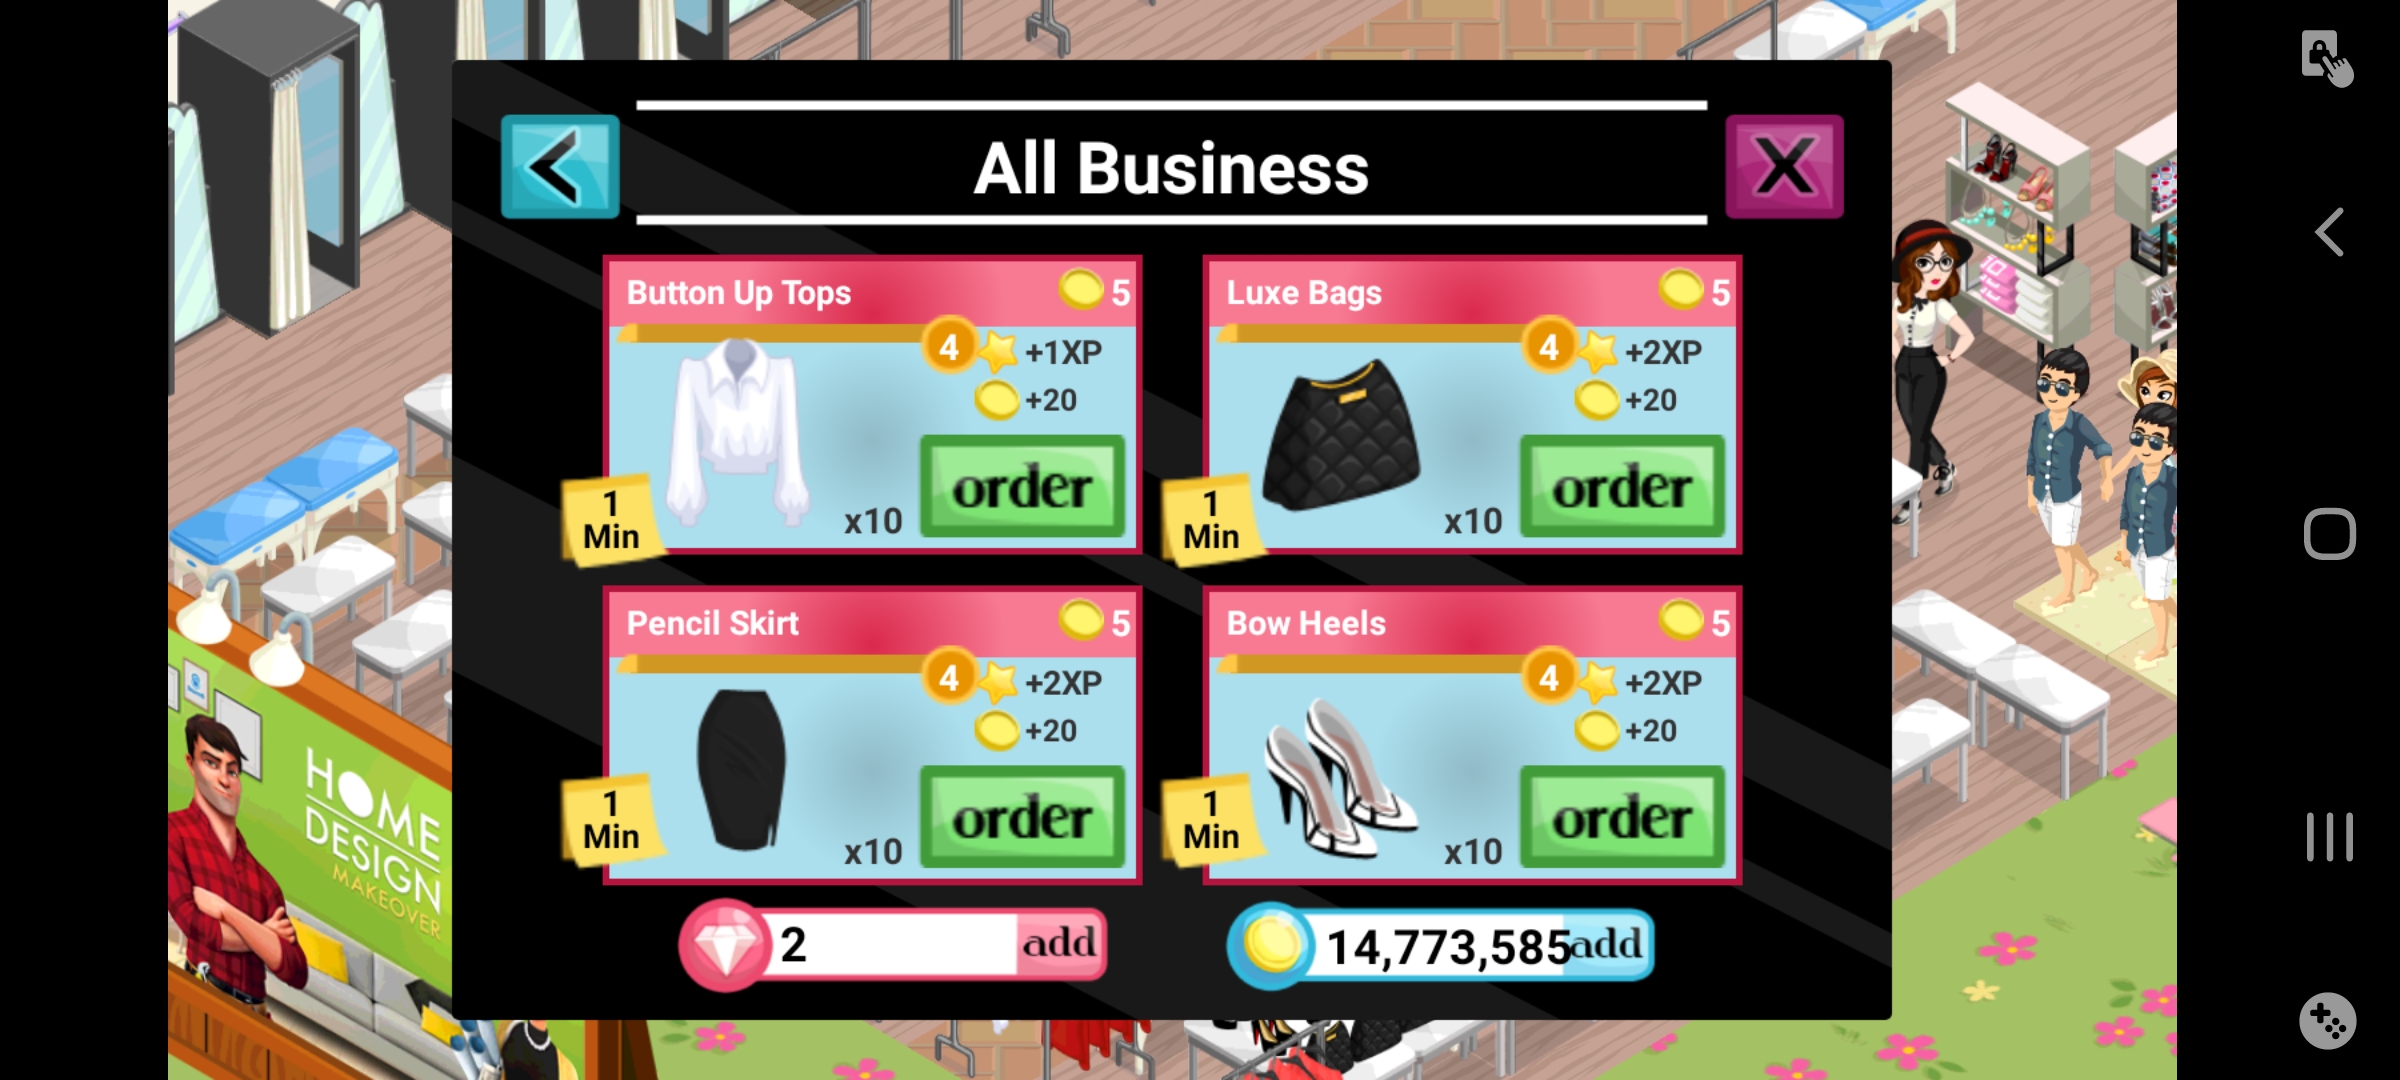 All Business
Button Up Tops
5
4
+1XP
+20
1
Min
x10
order
Luxe Bags
5
4
+2XP
+20
1
Min
x10
order
Pencil Skirt
5
4
+2XP
+20
1
Min
x10
order
Bow Heels
5
4
+2XP
+20
1
Min
x10
order
HOME
DESIGN
MAKEOVER
2
add
14,773,585
add